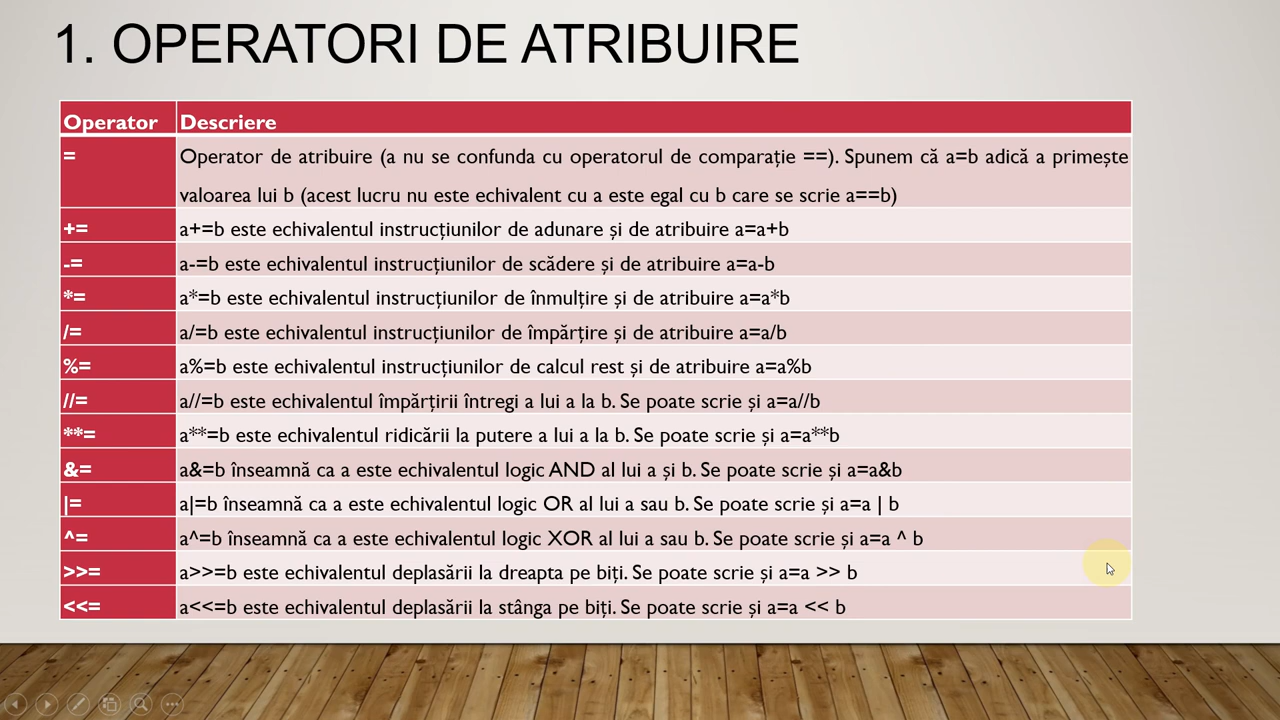 1. OPERATORI DE ATRIBUIRE
Operator Descriere
= Operator de atribuire (a nu se confunda cu operatorul de comparație ==). Spunem că a=b adică a primește
valoarea lui b (acest lucru nu este echivalent cu a este egal cu b care se scrie a==b)
+= a+=b este echivalentul instrucțiunilor de adunare și de atribuire a=a+b
-= a-=b este echivalentul instrucțiunilor de scădere și de atribuire a=a-b
*= a*=b este echivalentul instrucțiunilor de înmulțire și de atribuire a=a*b
/= a/=b este echivalentul instrucțiunilor de împărțire și de atribuire a=a/b
%= a%=b este echivalentul instrucțiunilor de calcul rest și de atribuire a=a%b
//= a//=b este echivalentul împărțirii întregi a lui a la b. Se poate scrie și a=a//b
**= a**=b este echivalentul ridicării la putere a lui a la b. Se poate scrie și a=a**b
&= a&=b înseamnă ca a este echivalentul logic AND al lui a și b. Se poate scrie și a=a&b
|= a|=b înseamnă ca a este echivalentul logic OR al lui a sau b. Se poate scrie și a=a | b
^= a^=b înseamnă ca a este echivalentul logic XOR al lui a sau b. Se poate scrie și a=a ^ b
>>= a>>=b este echivalentul deplasării la dreapta pe biți. Se poate scrie și a=a >> b
<<= a<<=b este echivalentul deplasării la stânga pe biți. Se poate scrie și a=a << b